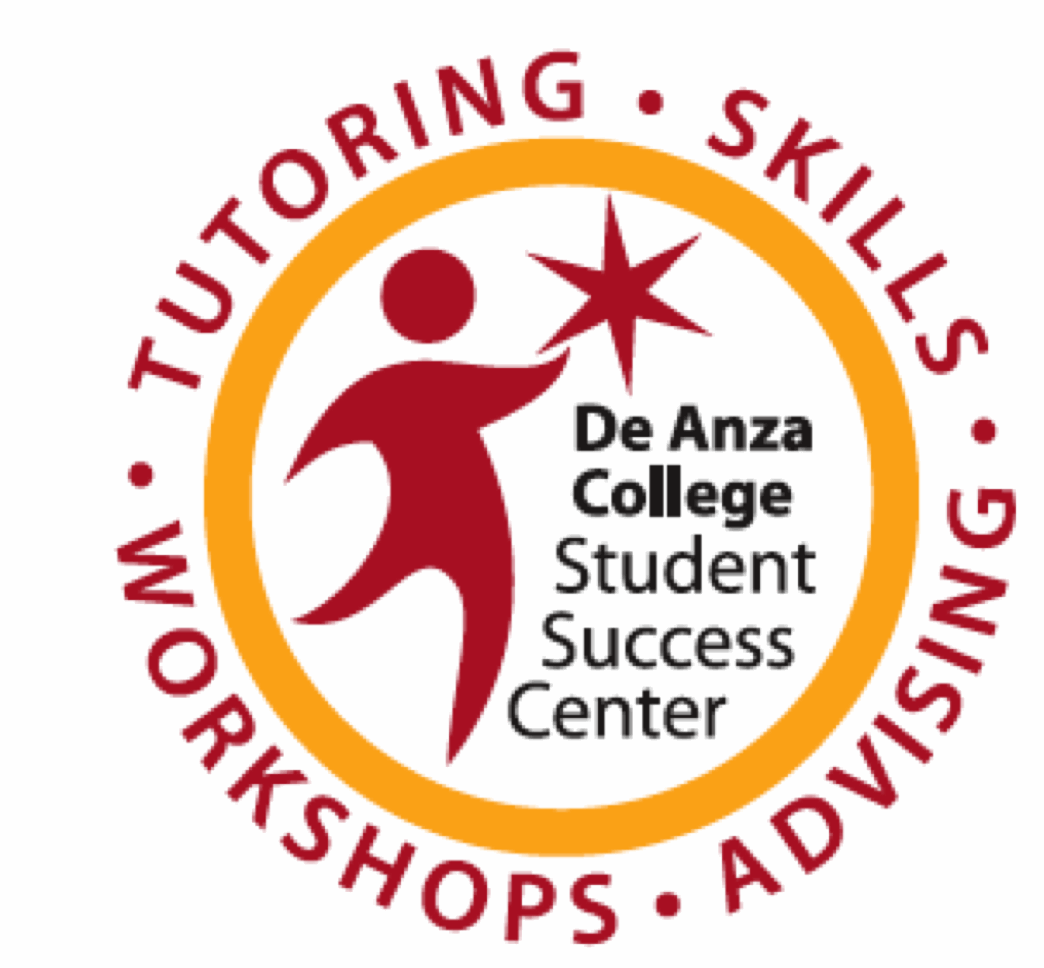 TUTORING • SKILLS • ADVISING • WORKSHOPS •
De Anza
College
Student
Success
Center